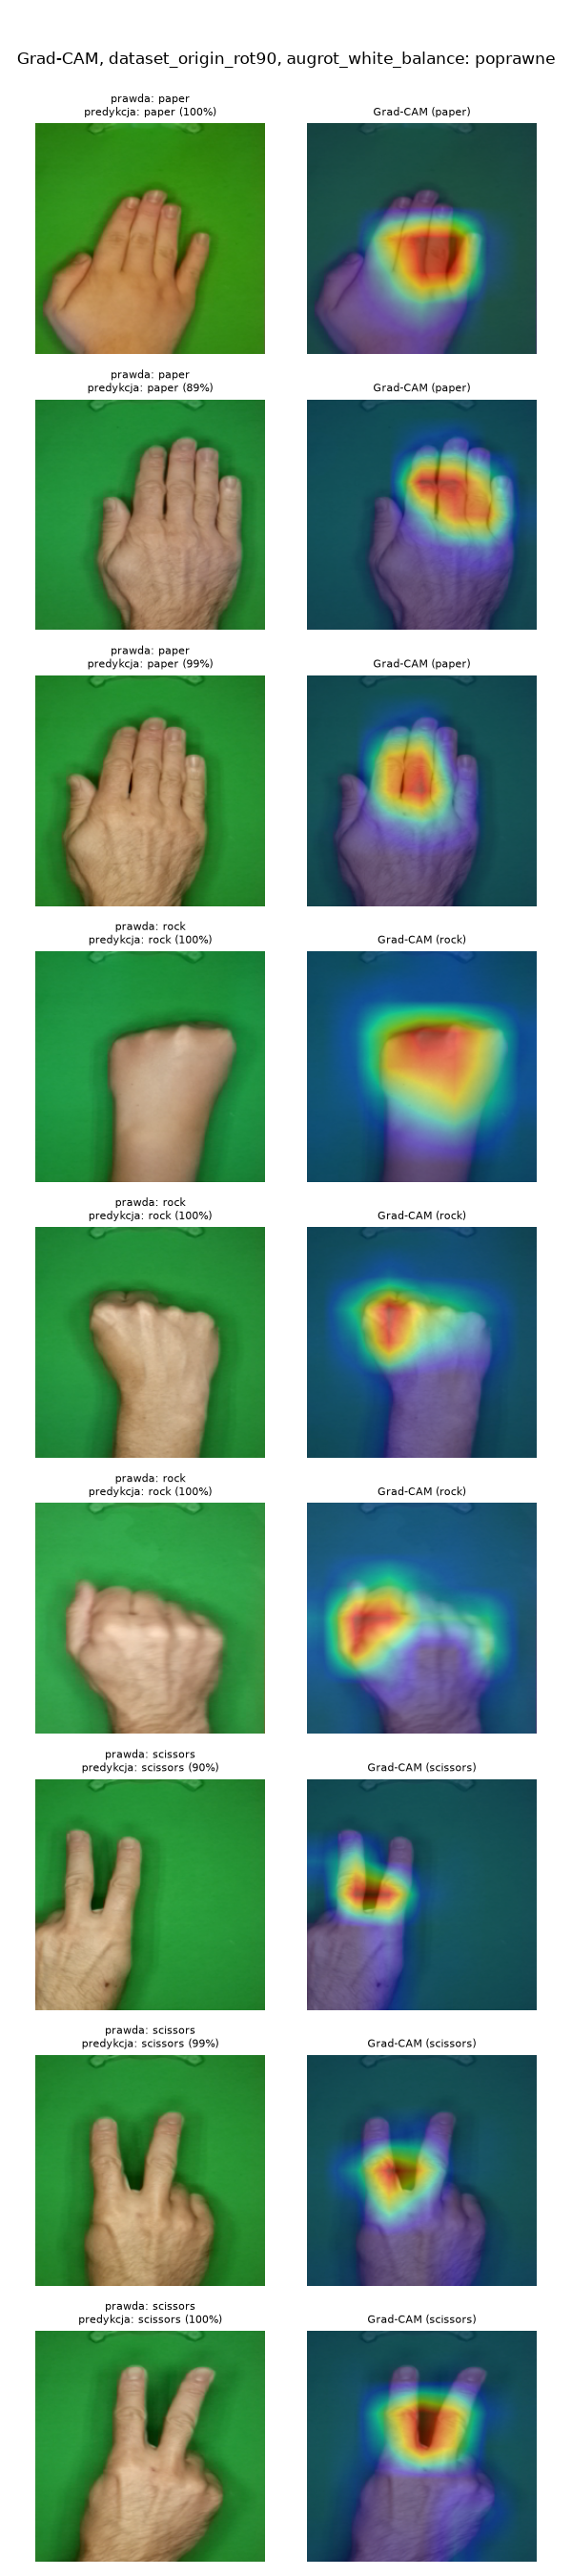 Grad-CAM, dataset_origin_rot90, augrot_white_balance: poprawne
prawda: paper
predykcja: paper (100%)
Grad-CAM (paper)
prawda: paper
predykcja: paper (89%)
Grad-CAM (paper)
prawda: paper
predykcja: paper (99%)
Grad-CAM (paper)
prawda: rock
predykcja: rock (100%)
Grad-CAM (rock)
prawda: rock
predykcja: rock (100%)
Grad-CAM (rock)
prawda: rock
predykcja: rock (100%)
Grad-CAM (rock)
prawda: scissors
predykcja: scissors (90%)
Grad-CAM (scissors)
prawda: scissors
predykcja: scissors (99%)
Grad-CAM (scissors)
prawda: scissors
predykcja: scissors (100%)
Grad-CAM (scissors)